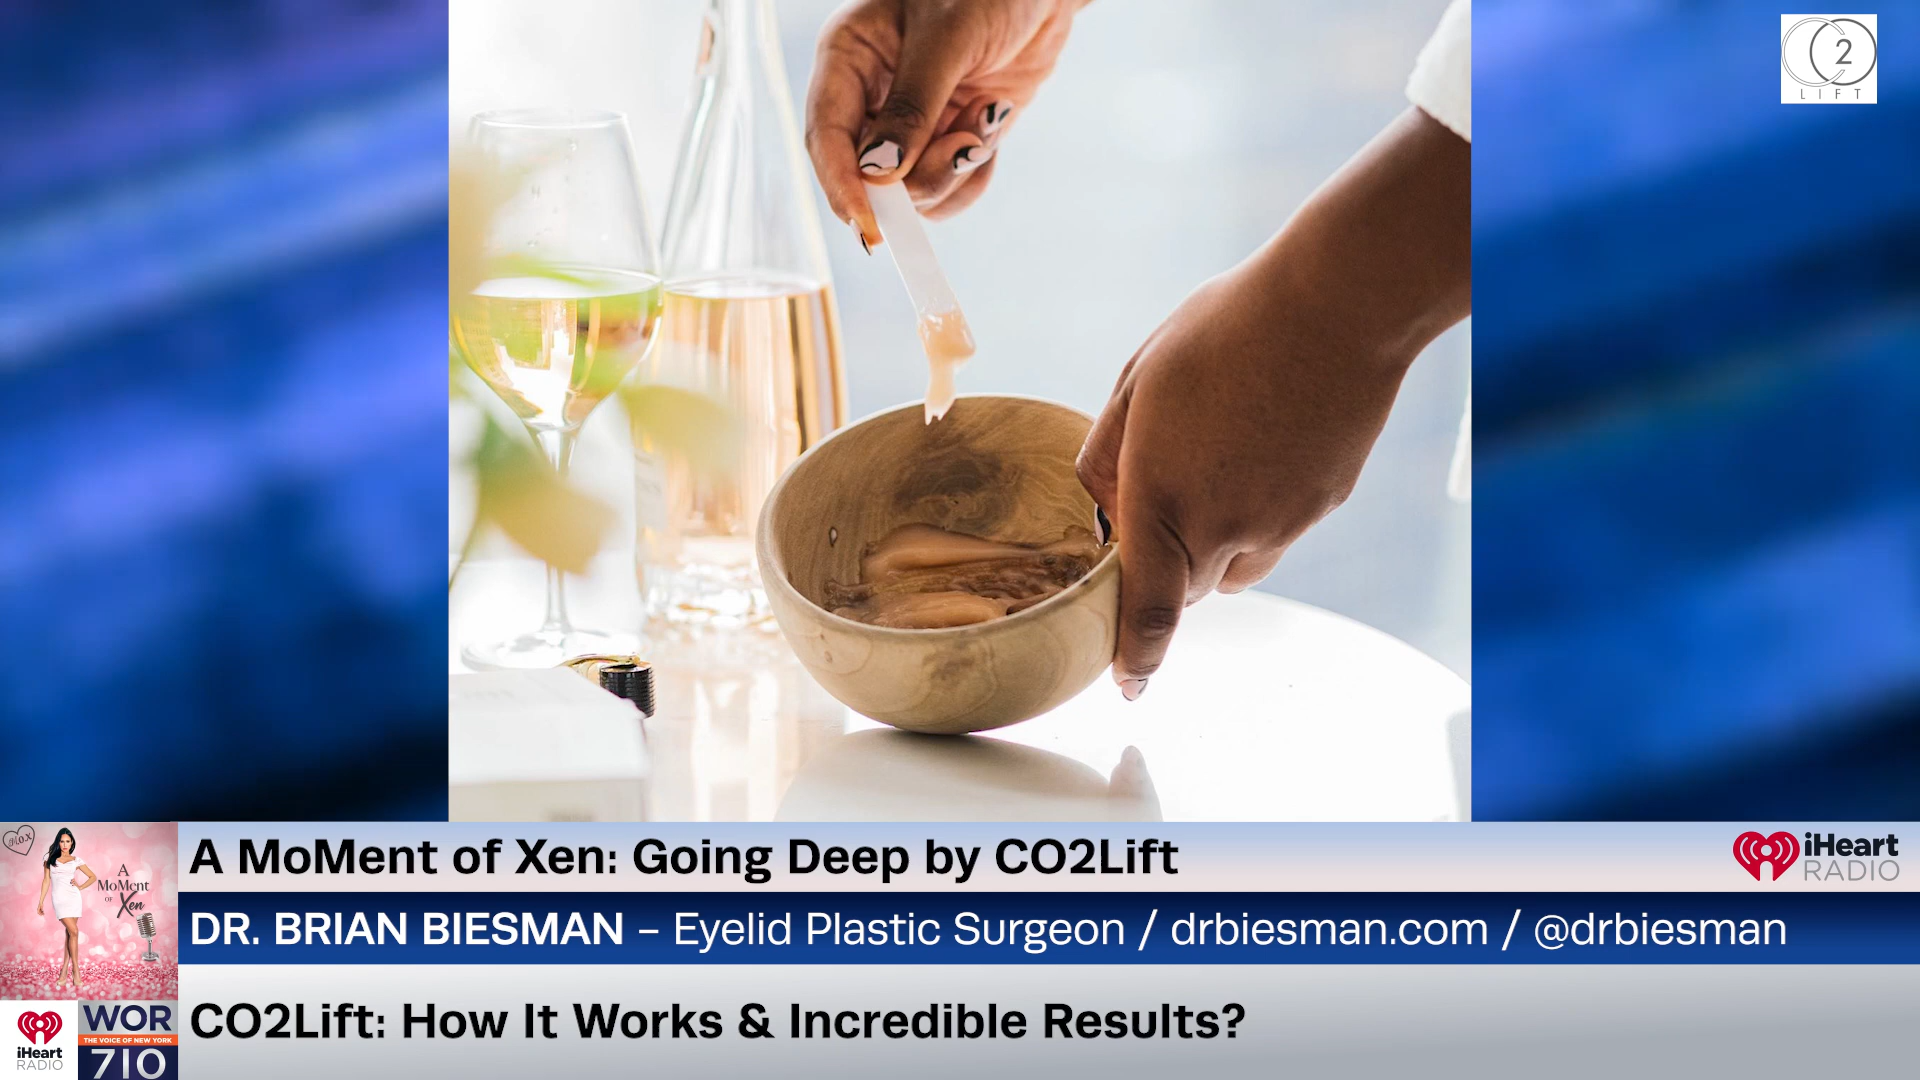 CO2
LIFT
A MoMent of Xen: Going Deep by CO2Lift
iHeart
RADIO
DR. BRIAN BIESMAN – Eyelid Plastic Surgeon / drbiesman.com / @drbiesman
M.O.X
A
MoMent
OF
Xen
CO2Lift: How It Works & Incredible Results?
iHeart
RADIO
WOR
THE VOICE OF NEW YORK
710